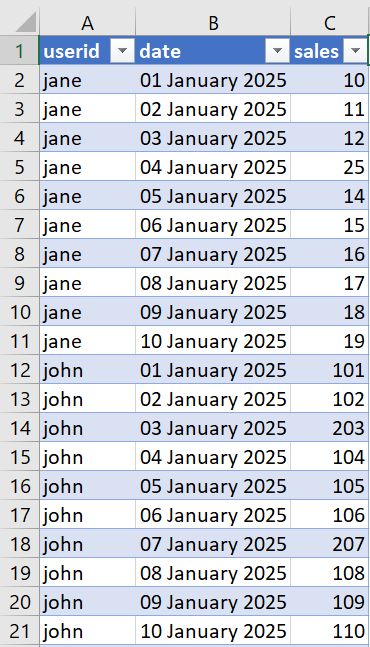 A B C
1 userid date sales
2 jane 01 January 2025 10
3 jane 02 January 2025 11
4 jane 03 January 2025 12
5 jane 04 January 2025 25
6 jane 05 January 2025 14
7 jane 06 January 2025 15
8 jane 07 January 2025 16
9 jane 08 January 2025 17
10 jane 09 January 2025 18
11 jane 10 January 2025 19
12 john 01 January 2025 101
13 john 02 January 2025 102
14 john 03 January 2025 203
15 john 04 January 2025 104
16 john 05 January 2025 105
17 john 06 January 2025 106
18 john 07 January 2025 207
19 john 08 January 2025 108
20 john 09 January 2025 109
21 john 10 January 2025 110